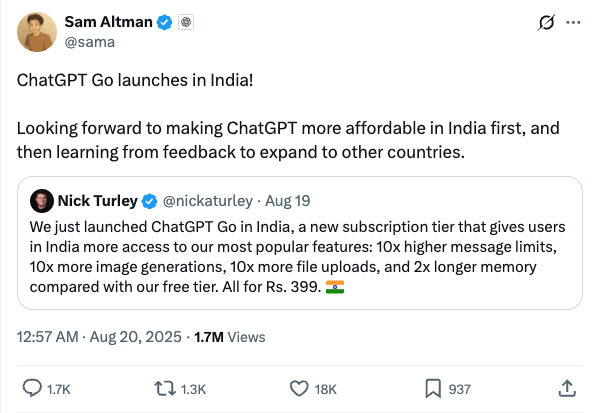 Sam Altman
@sama
ChatGPT Go launches in India!
Looking forward to making ChatGPT more affordable in India first, and
then learning from feedback to expand to other countries.
Nick Turley @nickaturley · Aug 19
We just launched ChatGPT Go in India, a new subscription tier that gives users
in India more access to our most popular features: 10x higher message limits,
10x more image generations, 10x more file uploads, and 2x longer memory
compared with our free tier. All for Rs. 399. 🇮🇳
12:57 AM · Aug 20, 2025 · 1.7M Views
1.7K 1.3K 18K 937